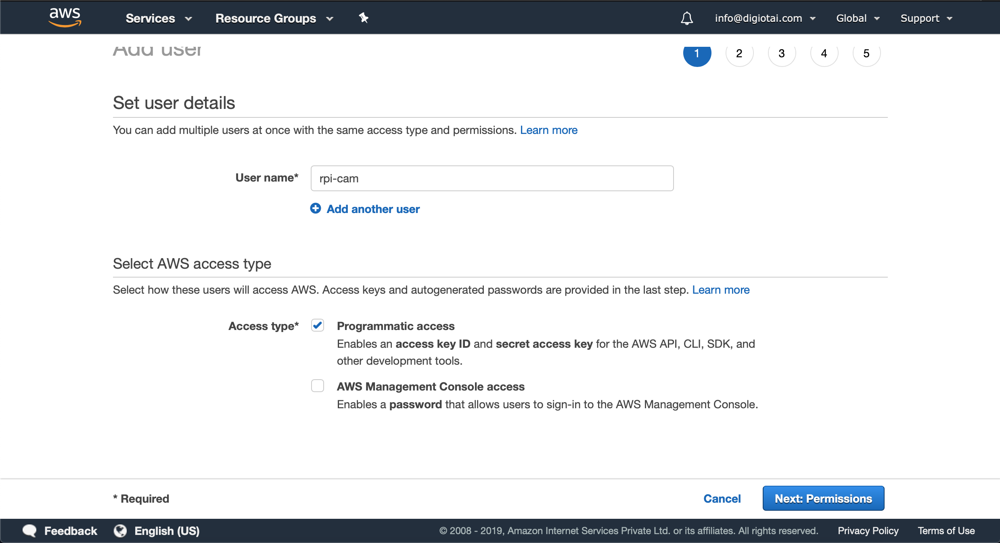 aws Services Resource Groups info@digiotai.com Global Support
Add user 1 2 3 4 5
Set user details
You can add multiple users at once with the same access type and permissions. Learn more
User name* rpi-cam
Add another user
Select AWS access type
Select how these users will access AWS. Access keys and autogenerated passwords are provided in the last step. Learn more
Access type* Programmatic access
Enables an access key ID and secret access key for the AWS API, CLI, SDK, and
other development tools.
AWS Management Console access
Enables a password that allows users to sign-in to the AWS Management Console.
* Required Cancel Next: Permissions
Feedback English (US) © 2008 - 2019, Amazon Internet Services Private Ltd. or its affiliates. All rights reserved. Privacy Policy Terms of Use